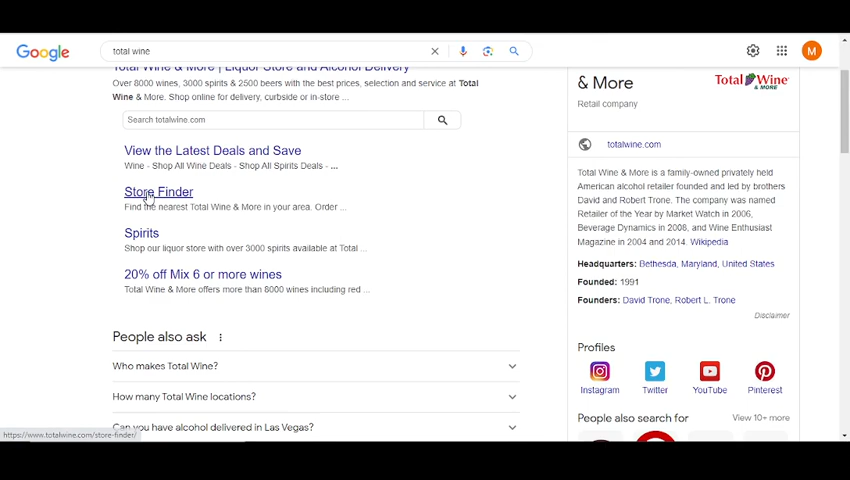 Google
total wine
M
Total Wine & More | Liquor Store and Alcohol Delivery
Over 8000 wines, 3000 spirits & 2500 beers with the best prices, selection and service at Total
Wine & More. Shop online for delivery, curbside or in-store ...
Search totalwine.com
View the Latest Deals and Save
Wine - Shop All Wine Deals - Shop All Spirits Deals - ...
Store Finder
Find the nearest Total Wine & More in your area. Order ...
Spirits
Shop our liquor store with over 3000 spirits available at Total ...
20% off Mix 6 or more wines
Total Wine & More offers more than 8000 wines including red ...
People also ask
Who makes Total Wine?
How many Total Wine locations?
Can you have alcohol delivered in Las Vegas?
https://www.totalwine.com/store-finder/
& More
Total Wine
& MORE
Retail company
totalwine.com
Total Wine & More is a family-owned privately held
American alcohol retailer founded and led by brothers
David and Robert Trone. The company was named
Retailer of the Year by Market Watch in 2006,
Beverage Dynamics in 2008, and Wine Enthusiast
Magazine in 2004 and 2014. Wikipedia
Headquarters: Bethesda, Maryland, United States
Founded: 1991
Founders: David Trone, Robert L. Trone
Disclaimer
Profiles
Instagram
Twitter
YouTube
Pinterest
People also search for
View 10+ more